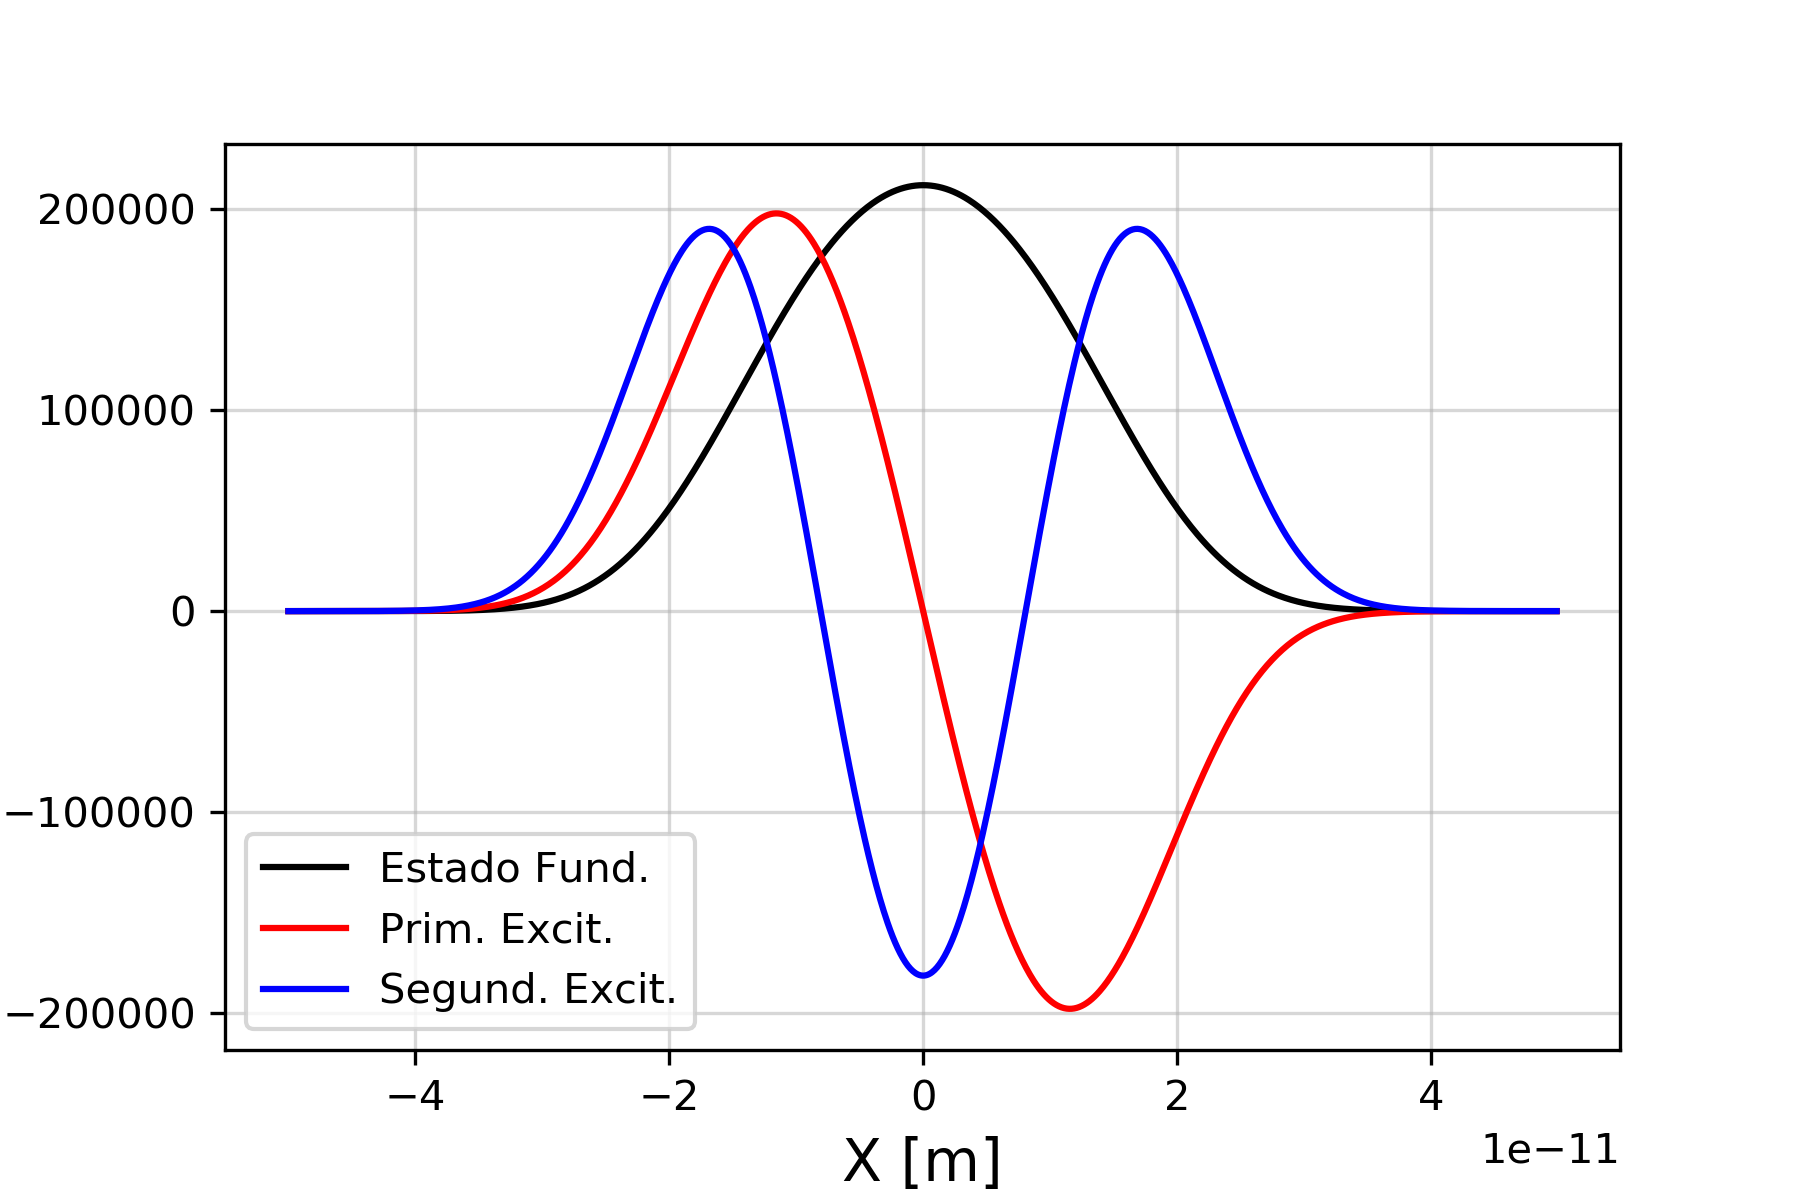 200000
100000
0
−100000
−200000
Estado Fund.
Prim. Excit.
Segund. Excit.
−4 −2 0 2 4
1e−11
X [m]